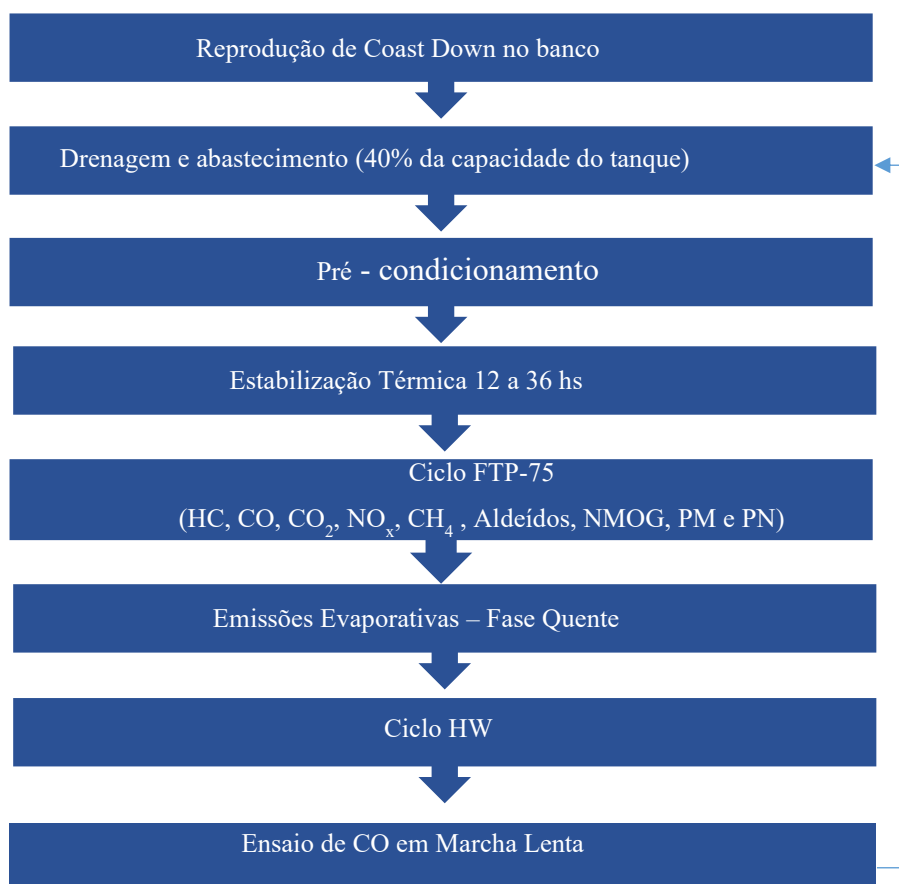 Reprodução de Coast Down no banco
Drenagem e abastecimento (40% da capacidade do tanque)
Pré - condicionamento
Estabilização Térmica 12 a 36 hs
Ciclo FTP-75
(HC, CO, CO2, NOx, CH4 , Aldeídos, NMOG, PM e PN)
Emissões Evaporativas – Fase Quente
Ciclo HW
Ensaio de CO em Marcha Lenta